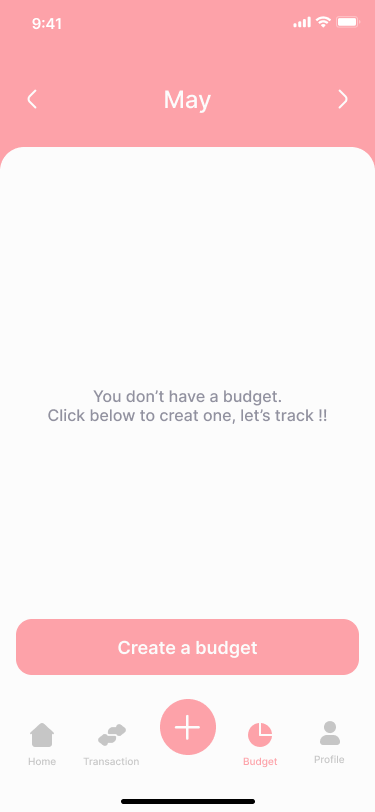 9:41
May
You don’t have a budget.
Click below to creat one, let’s track !!
Create a budget
Home
Transaction
Budget
Profile